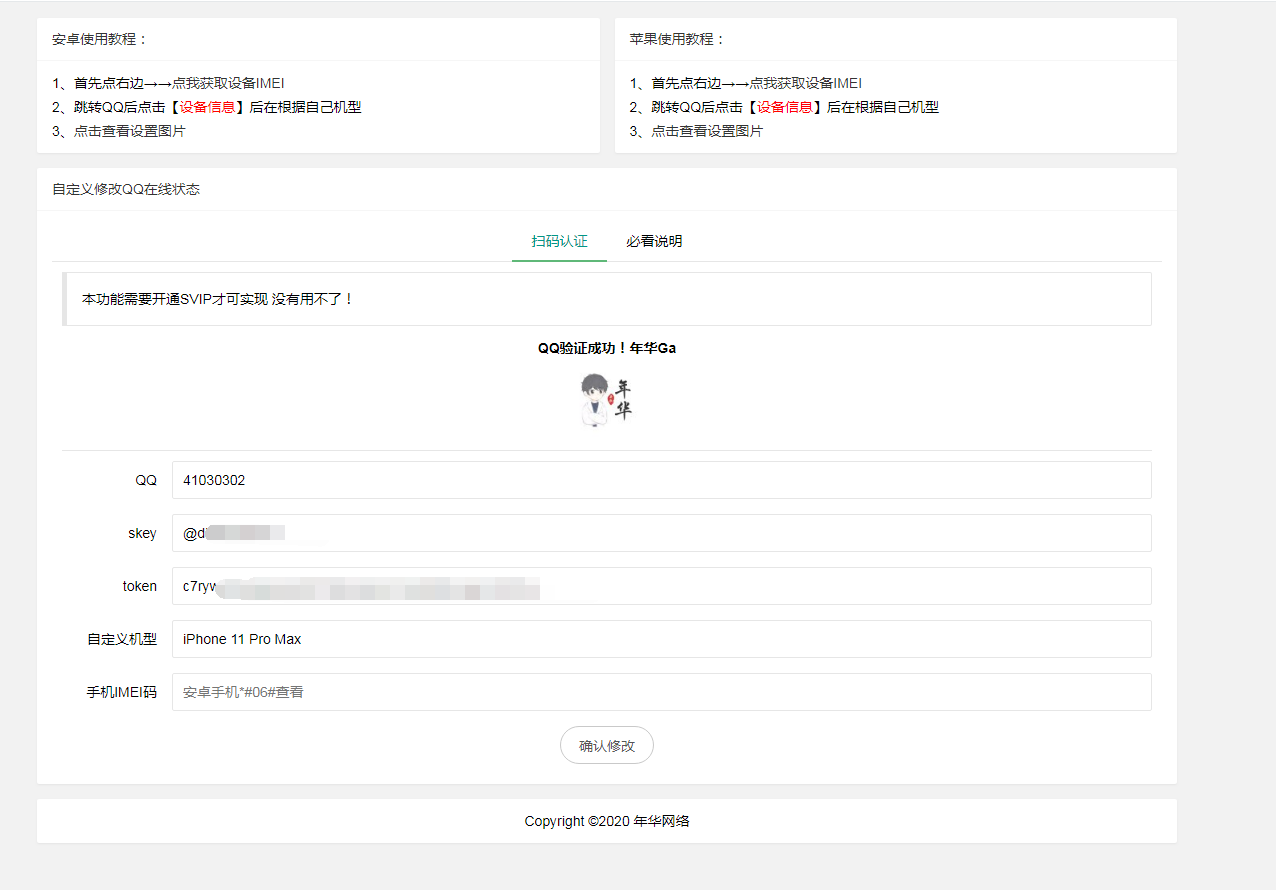 安卓使用教程：
1、首先点右边→→点我获取设备IMEI
2、跳转QQ后点击【设备信息】后在根据自己机型
3、点击查看设置图片
苹果使用教程：
1、首先点右边→→点我获取设备IMEI
2、跳转QQ后点击【设备信息】后在根据自己机型
3、点击查看设置图片
自定义修改QQ在线状态
扫码认证 必看说明
本功能需要开通SVIP才可实现 没有用不了！
QQ验证成功！年华Ga
年华
QQ 41030302
skey @d
token c7ryw
自定义机型 iPhone 11 Pro Max
手机IMEI码 安卓手机*#06#查看
确认修改
Copyright ©2020 年华网络